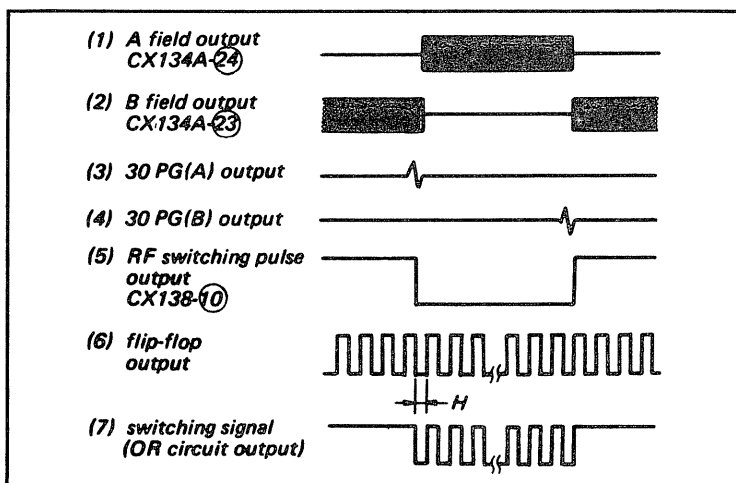 (1) A field output
CX134A-24
(2) B field output
CX134A-23
(3) 30 PG(A) output
(4) 30 PG(B) output
(5) RF switching pulse
output
CX138-10
(6) flip-flop
output
H
(7) switching signal
(OR circuit output)